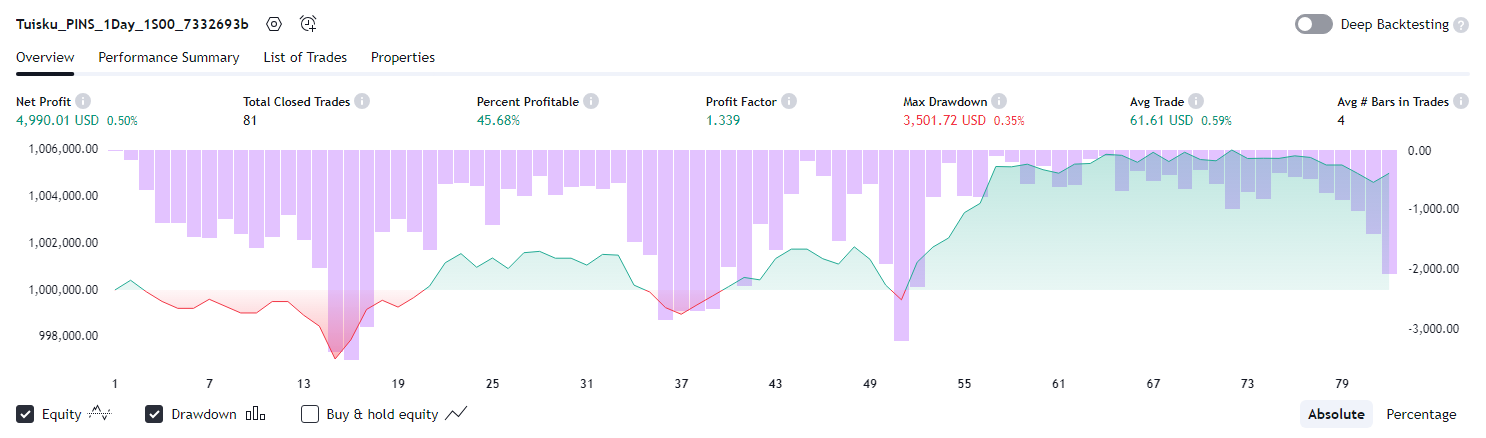 Tuisku_PINS_1Day_1S00_7332693b
Deep Backtesting ?
Overview Performance Summary List of Trades Properties
Net Profit i Total Closed Trades i Percent Profitable i Profit Factor i Max Drawdown i Avg Trade i Avg # Bars in Trades i
4,990.01 USD 0.50% 81 45.68% 1.339 3,501.72 USD 0.35% 61.61 USD 0.59% 4
1,006,000.00 0.00
1,004,000.00 -1,000.00
1,002,000.00 -2,000.00
1,000,000.00
998,000.00 -3,000.00
1 7 13 19 25 31 37 43 49 55 61 67 73 79
Equity Drawdown Buy & hold equity Absolute Percentage